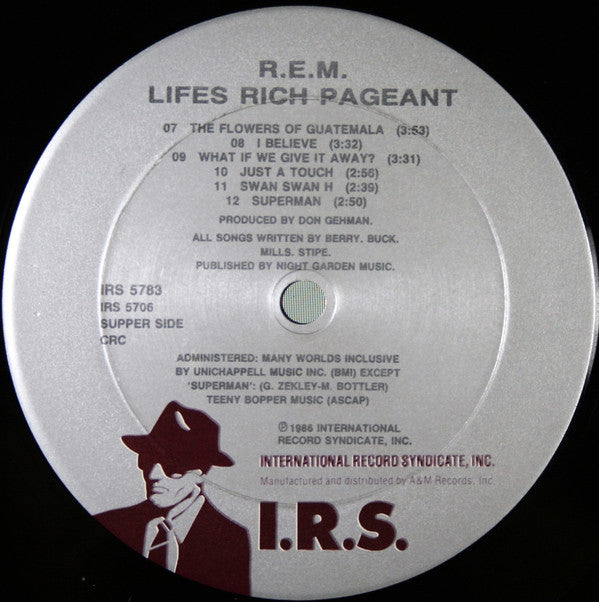 R.E.M.
LIFES RICH PAGEANT
07 THE FLOWERS OF GUATEMALA (3:53)
08 I BELIEVE (3:32)
09 WHAT IF WE GIVE IT AWAY? (3:31)
10 JUST A TOUCH (2:56)
11 SWAN SWAN H (2:39)
12 SUPERMAN (2:50)
PRODUCED BY DON GEHMAN.
ALL SONGS WRITTEN BY BERRY. BUCK.
MILLS. STIPE.
PUBLISHED BY NIGHT GARDEN MUSIC.
IRS 5783
IRS 5706
SUPPER SIDE
CRC
ADMINISTERED: MANY WORLDS INCLUSIVE
BY UNICHAPPELL MUSIC INC. (BMI) EXCEPT
'SUPERMAN': (G. ZEKLEY-M. BOTTLER)
TEENY BOPPER MUSIC (ASCAP)
℗1986 INTERNATIONAL
RECORD SYNDICATE, INC.
INTERNATIONAL RECORD SYNDICATE, INC.
Manufactured and distributed by A&M Records, Inc.
I.R.S.